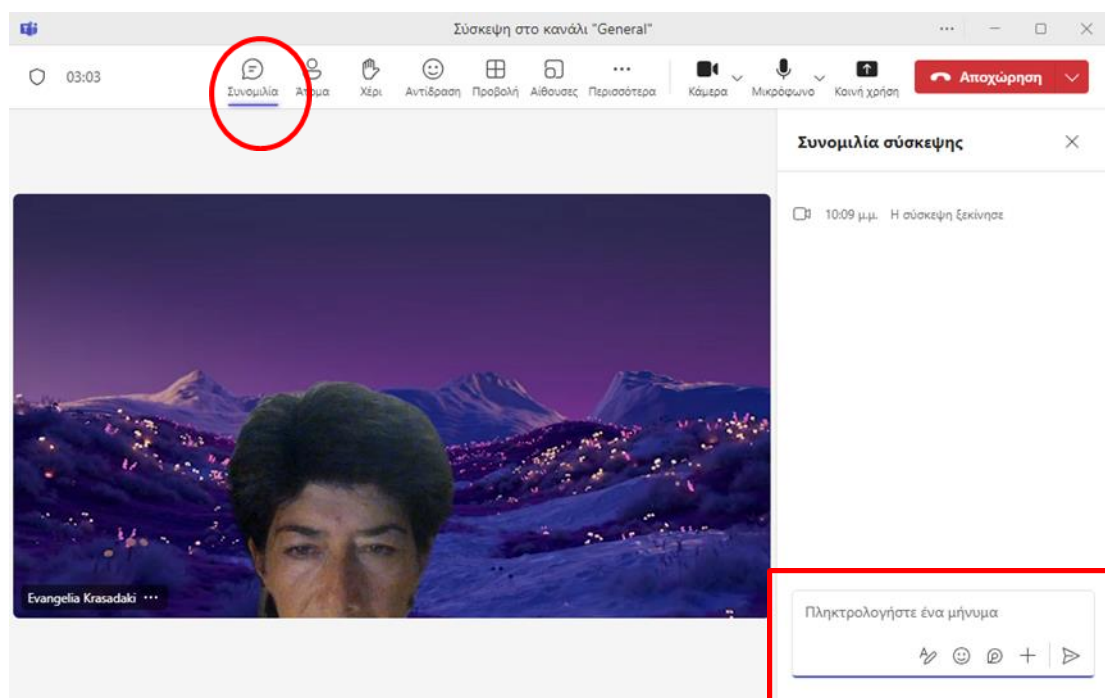 Σύσκεψη στο κανάλι "General"
03:03
Συνομιλία Άτομα Χέρι Αντίδραση Προβολή Αίθουσες Περισσότερα Κάμερα Μικρόφωνο Κοινή χρήση Αποχώρηση
Συνομιλία σύσκεψης
10:09 μ.μ. Η σύσκεψη ξεκίνησε
Evangelia Krasadaki
Πληκτρολογήστε ένα μήνυμα